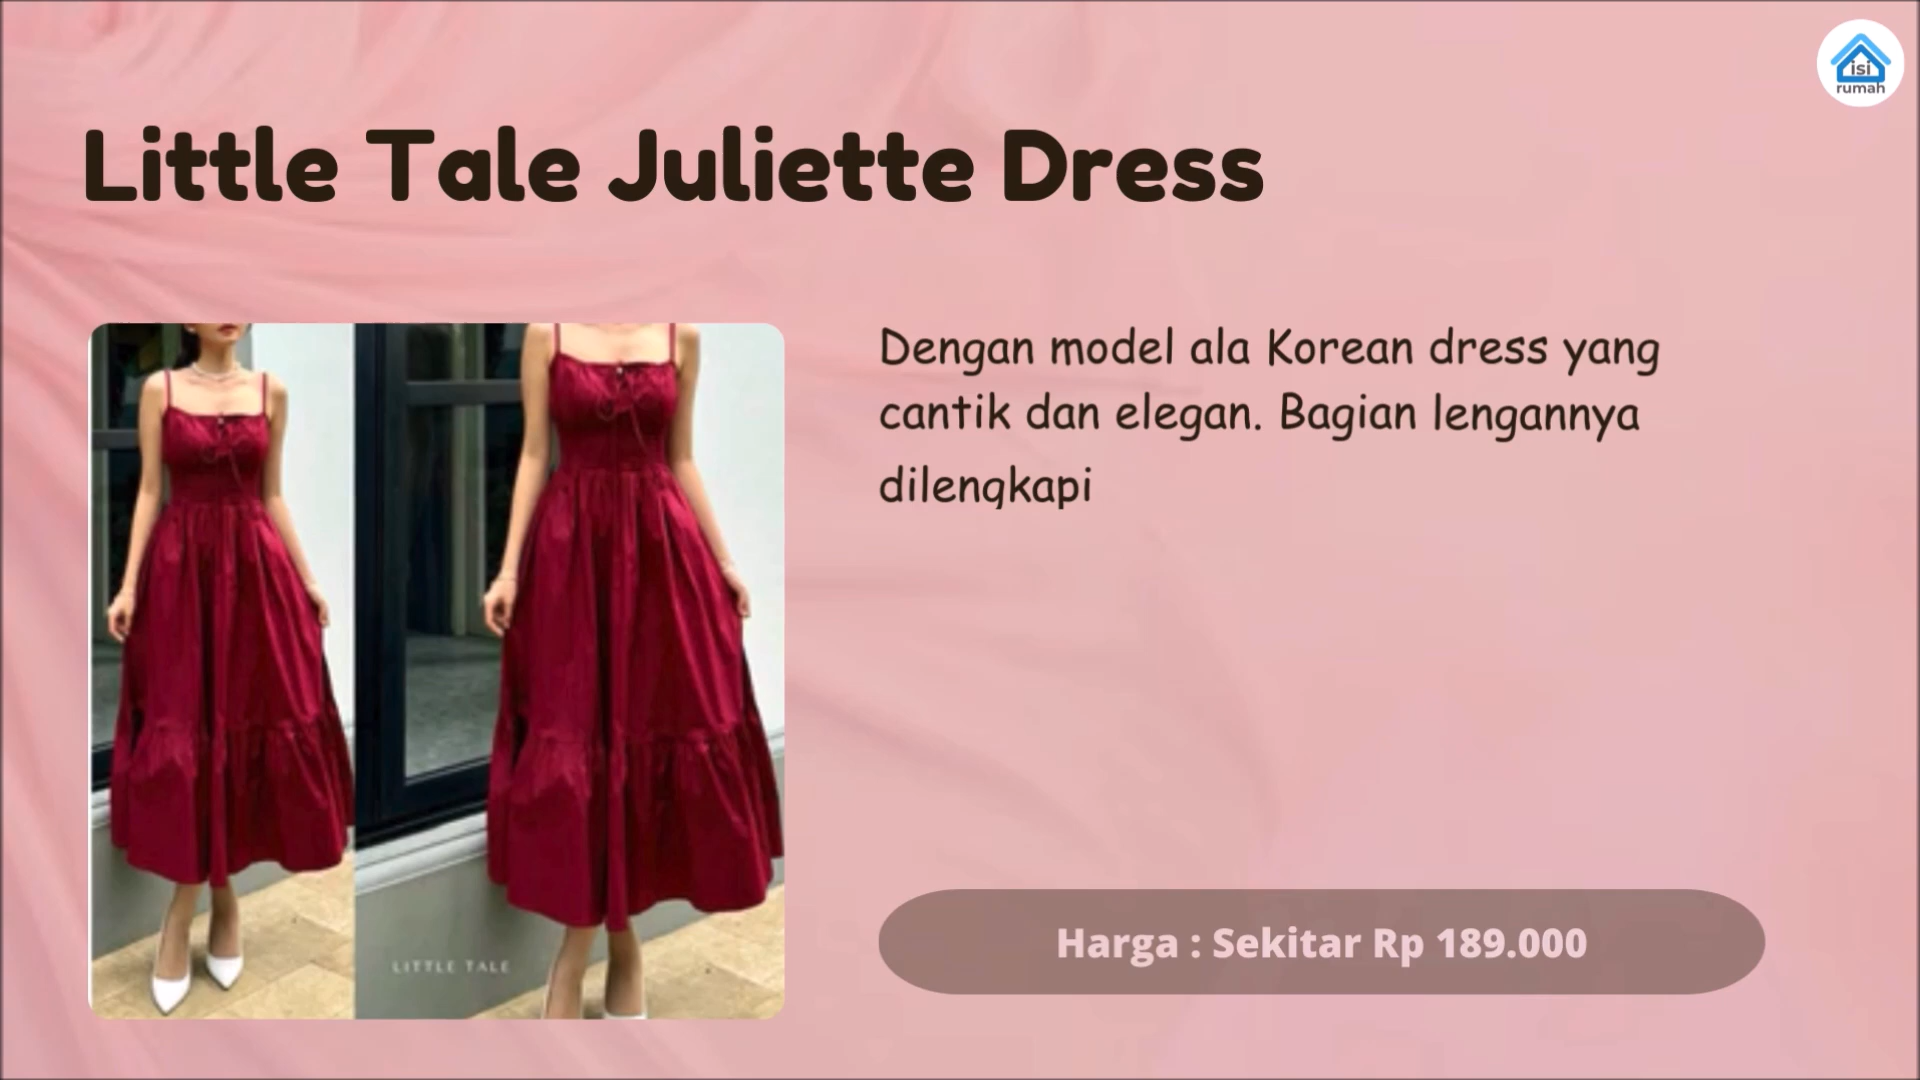 isi
rumah
Little Tale Juliette Dress
Dengan model ala Korean dress yang
cantik dan elegan. Bagian lengannya
dilengkapi
LITTLE TALE
Harga : Sekitar Rp 189.000